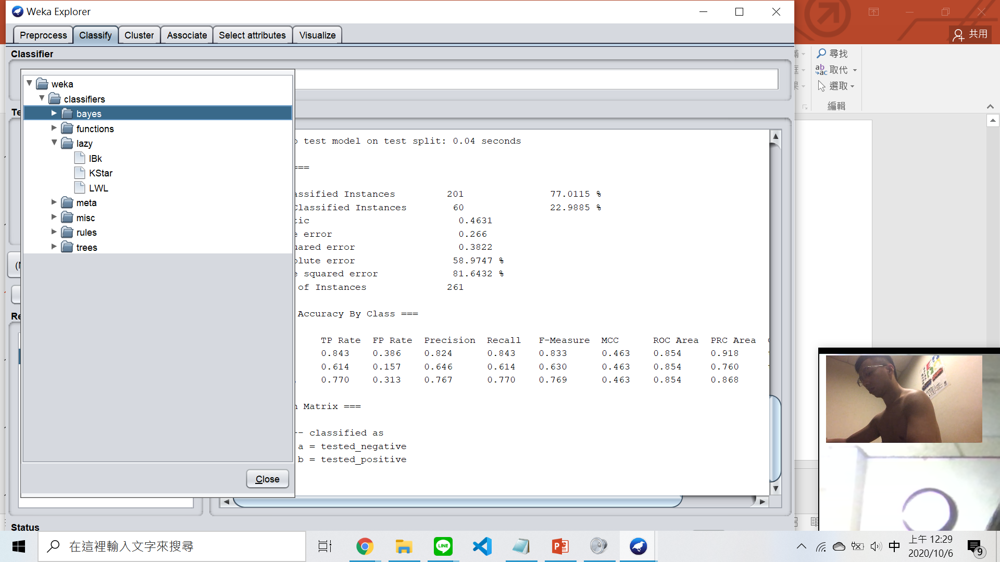 Weka Explorer
Preprocess Classify Cluster Associate Select attributes Visualize
共用
Classifier
尋找
取代
選取
編輯
weka
classifiers
bayes
functions
lazy
IBk
KStar
LWL
meta
misc
rules
trees
Close
test model on test split: 0.04 seconds
===
Instances 201 77.0115 %
Classified Instances 60 22.9885 %
0.4631
error 0.266
error 0.3822
error 58.9747 %
squared error 81.6432 %
of Instances 261
Accuracy By Class ===
TP Rate FP Rate Precision Recall F-Measure MCC ROC Area PRC Area
0.843 0.386 0.824 0.843 0.833 0.463 0.854 0.918
0.614 0.157 0.646 0.614 0.630 0.463 0.854 0.760
0.770 0.313 0.767 0.770 0.769 0.463 0.854 0.868
Matrix ===
-- classified as
a = tested_negative
b = tested_positive
Status
在這裡輸入文字來搜尋
LINE
中
上午 12:29
2020/10/6
9